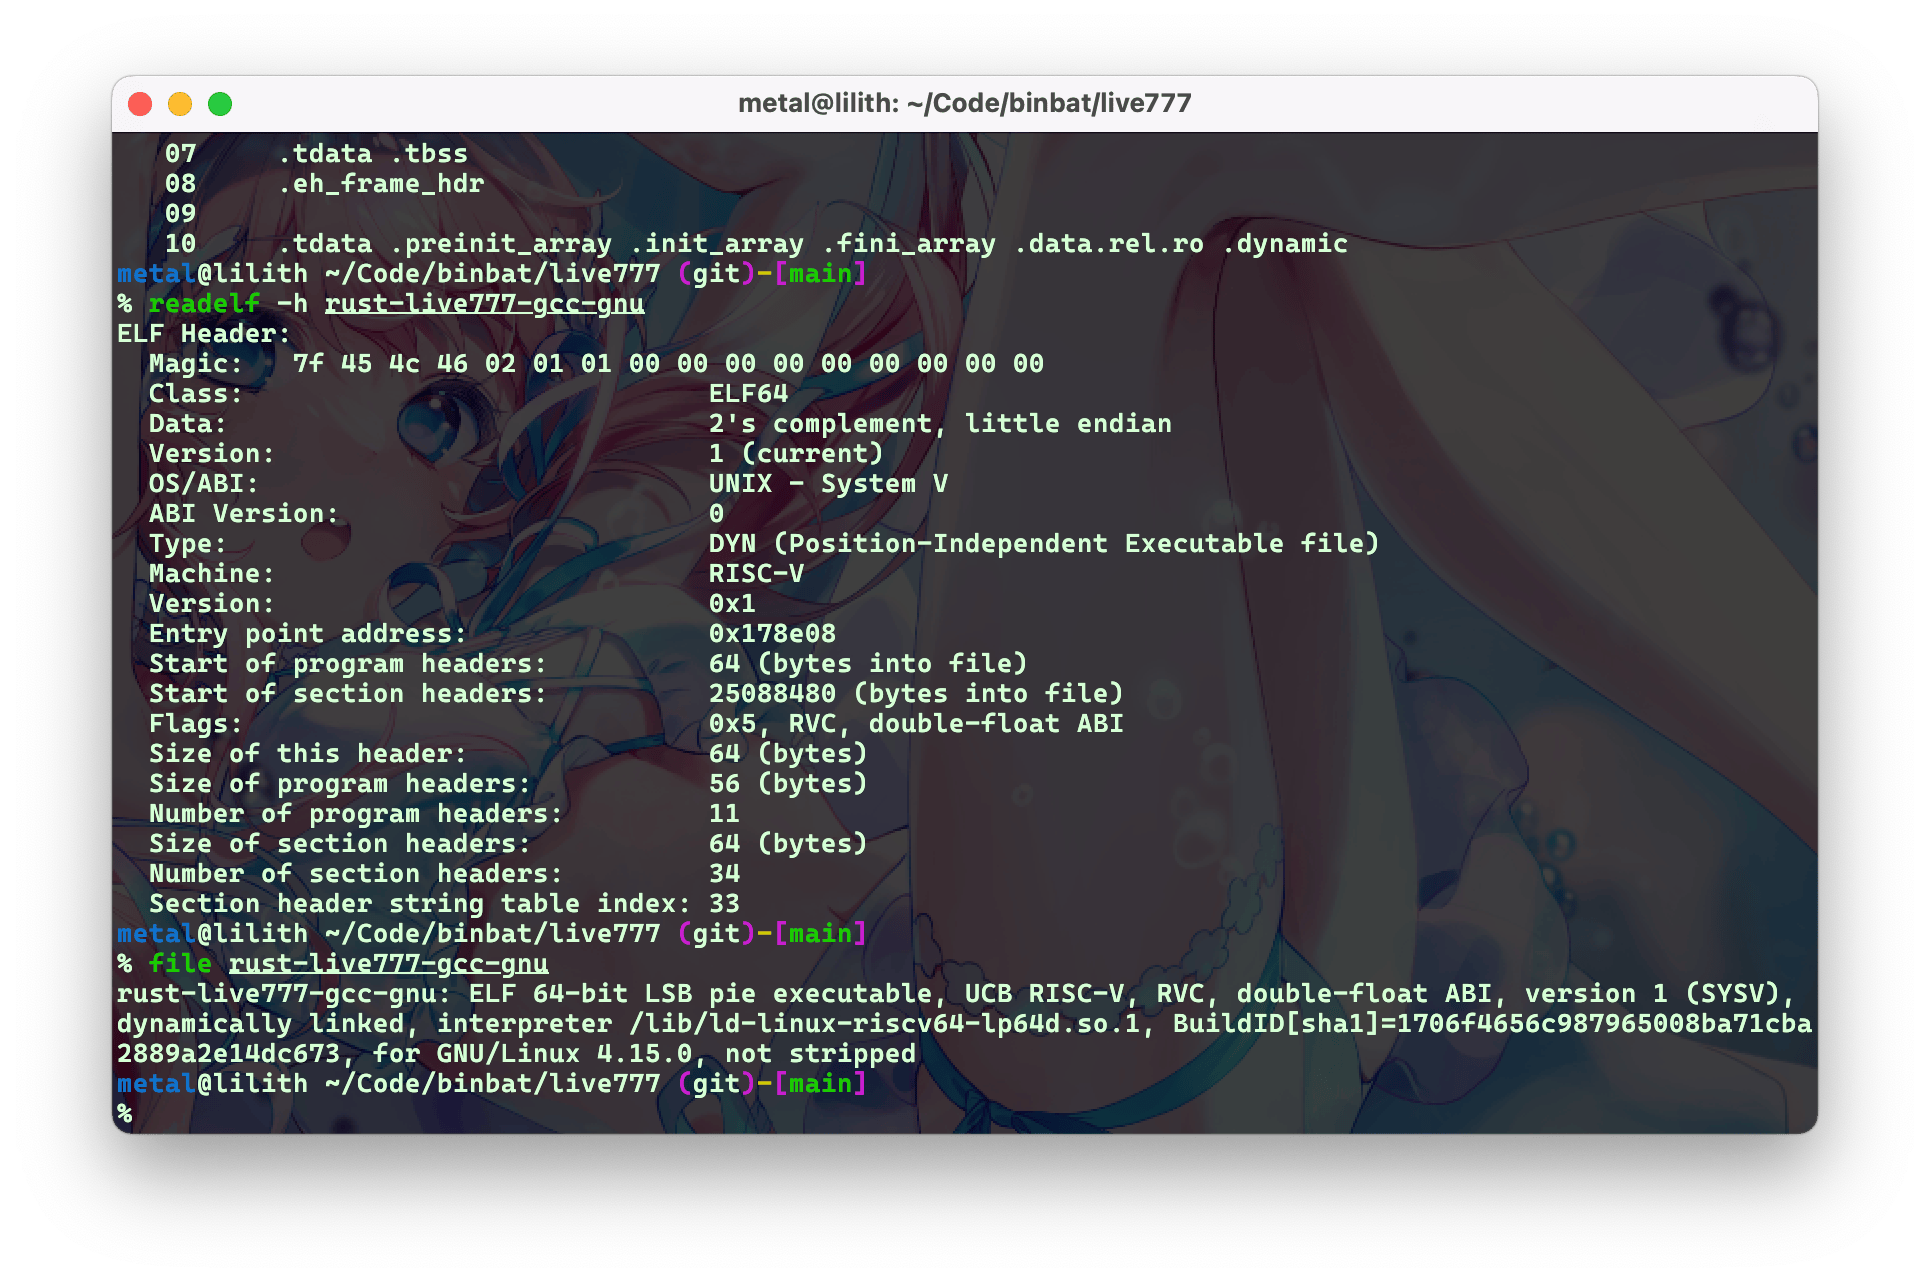 metal@lilith: ~/Code/binbat/live777
   07     .tdata .tbss
   08     .eh_frame_hdr
   09
   10     .tdata .preinit_array .init_array .fini_array .data.rel.ro .dynamic
metal@lilith ~/Code/binbat/live777 (git)-[main]
% readelf -h rust-live777-gcc-gnu
ELF Header:
  Magic:   7f 45 4c 46 02 01 01 00 00 00 00 00 00 00 00 00
  Class:                             ELF64
  Data:                              2's complement, little endian
  Version:                           1 (current)
  OS/ABI:                            UNIX - System V
  ABI Version:                       0
  Type:                              DYN (Position-Independent Executable file)
  Machine:                           RISC-V
  Version:                           0x1
  Entry point address:               0x178e08
  Start of program headers:          64 (bytes into file)
  Start of section headers:          25088480 (bytes into file)
  Flags:                             0x5, RVC, double-float ABI
  Size of this header:               64 (bytes)
  Size of program headers:           56 (bytes)
  Number of program headers:         11
  Size of section headers:           64 (bytes)
  Number of section headers:         34
  Section header string table index: 33
metal@lilith ~/Code/binbat/live777 (git)-[main]
% file rust-live777-gcc-gnu
rust-live777-gcc-gnu: ELF 64-bit LSB pie executable, UCB RISC-V, RVC, double-float ABI, version 1 (SYSV),
dynamically linked, interpreter /lib/ld-linux-riscv64-lp64d.so.1, BuildID[sha1]=1706f4656c987965008ba71cba
2889a2e14dc673, for GNU/Linux 4.15.0, not stripped
metal@lilith ~/Code/binbat/live777 (git)-[main]
%